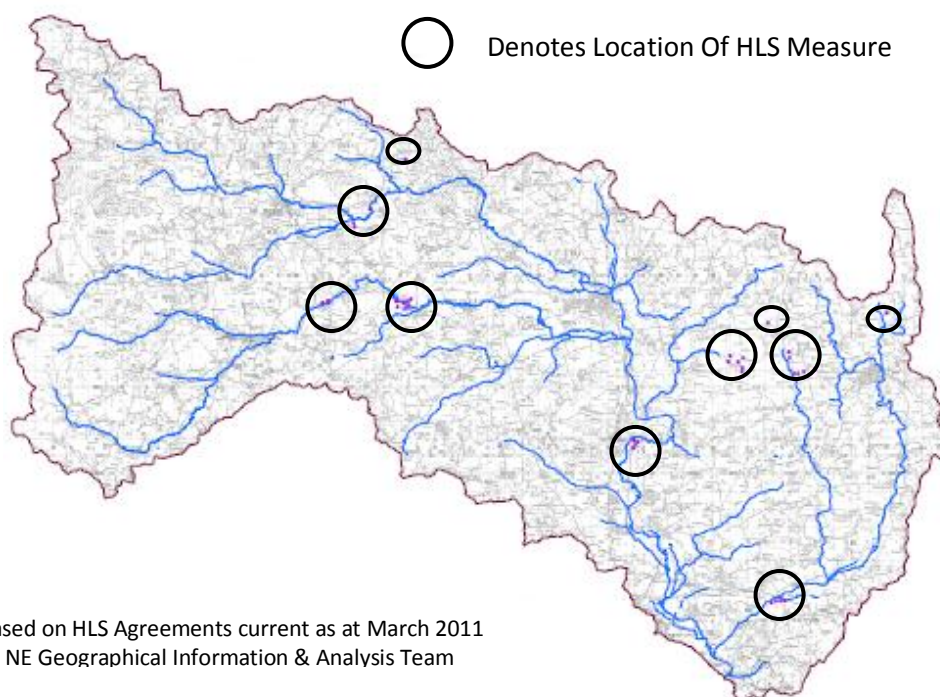 Denotes Location Of HLS Measure
ased on HLS Agreements current as at March 2011
NE Geographical Information & Analysis Team